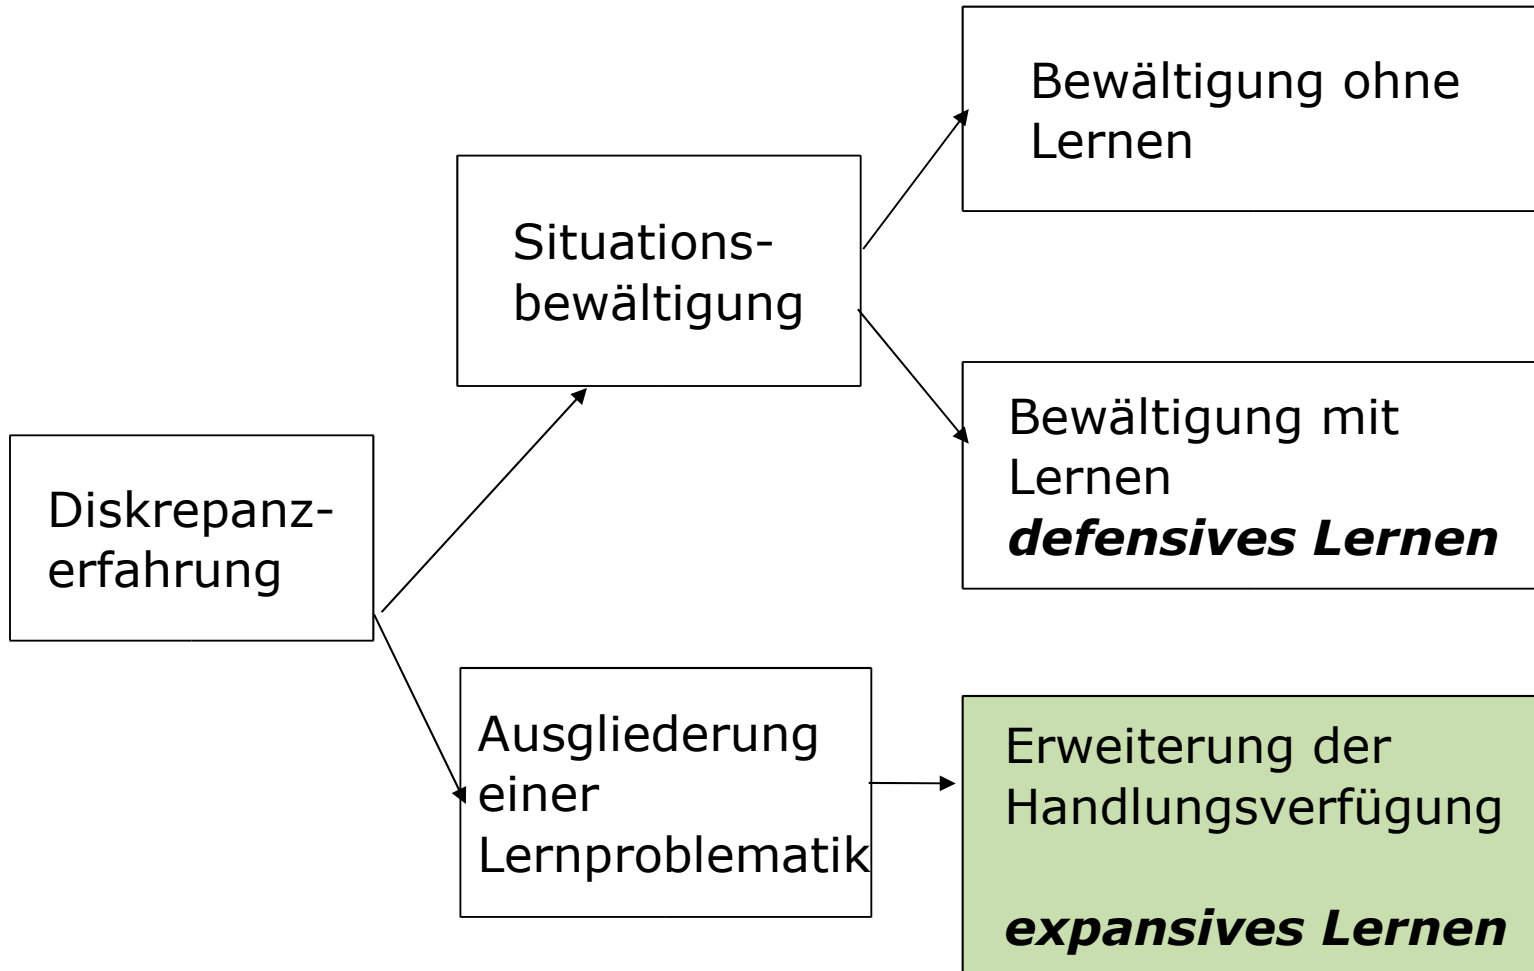 Bewältigung ohne
Lernen
Situations-
bewältigung
Bewältigung mit
Lernen
defensives Lernen
Diskrepanz-
erfahrung
Ausgliederung
einer
Lernproblematik
Erweiterung der
Handlungsverfügung
expansives Lernen